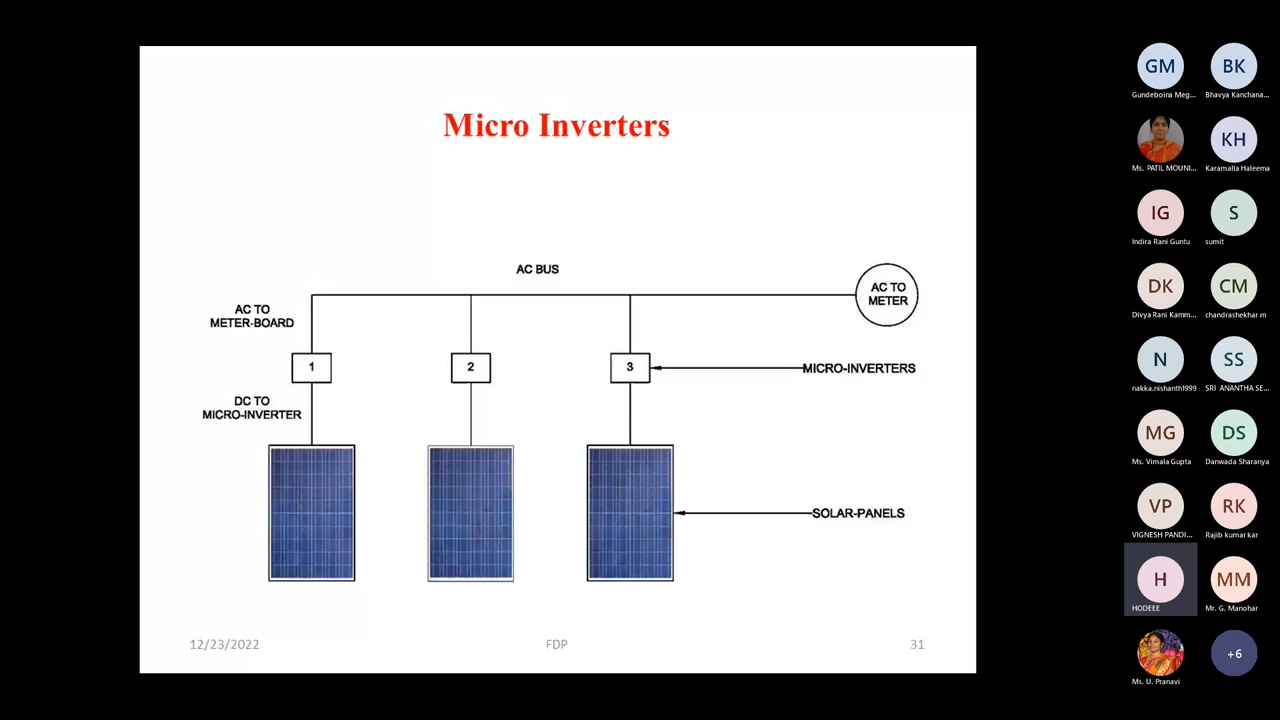 Micro Inverters
AC BUS
AC TO
METER
AC TO
METER-BOARD
1
2
3
MICRO-INVERTERS
DC TO
MICRO-INVERTER
SOLAR-PANELS
12/23/2022
FDP
31
GM
BK
Gundeboina Meg...
Bhavya Kanchana...
KH
Ms. PATIL MOUNI...
Karamalla Haleema
IG
S
Indira Rani Guntu
sumit
DK
CM
Divya Rani Kamm...
chandrashekhar m
N
SS
nakka.nishanth1999
SRI ANANTHA SE...
MG
DS
Ms. Vimala Gupta
Danwada Sharanya
VP
RK
VIGNESH PANDI...
Rajib kumar kar
H
MM
HODEEE
Mr. G. Manohar
+6
Ms. U. Pranavi